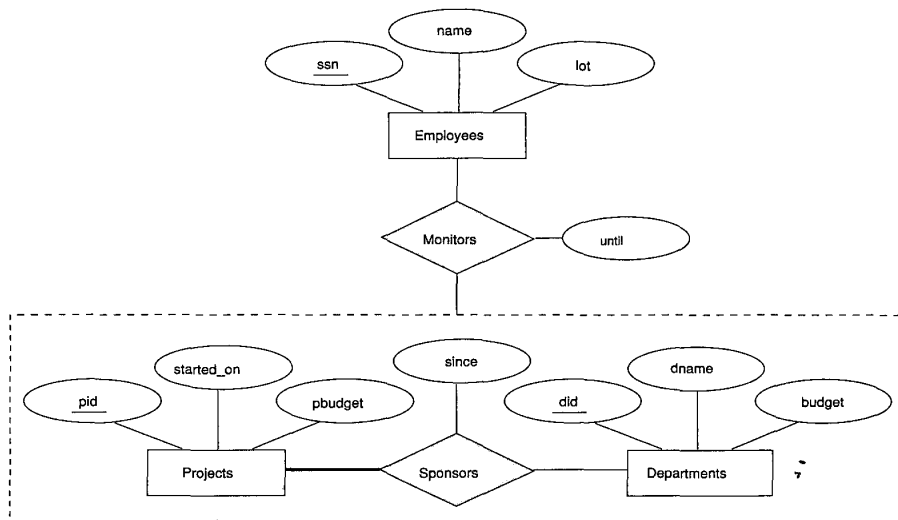 name
ssn
lot
Employees
Monitors
until
since
started_on
dname
pid
pbudget
did
budget
Projects
Sponsors
Departments